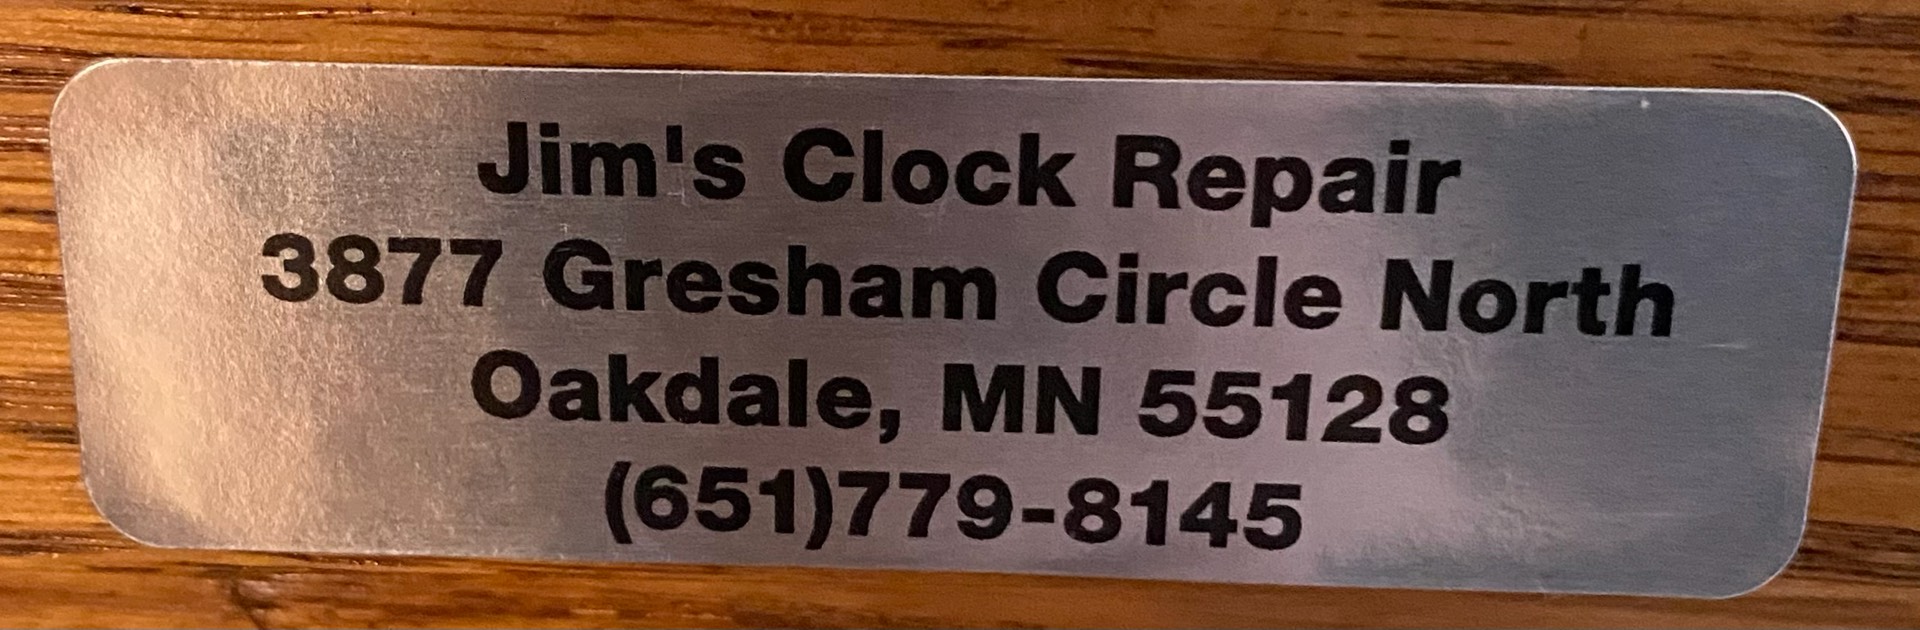 Jim's Clock Repair
3877 Gresham Circle North
Oakdale, MN 55128
(651)779-8145